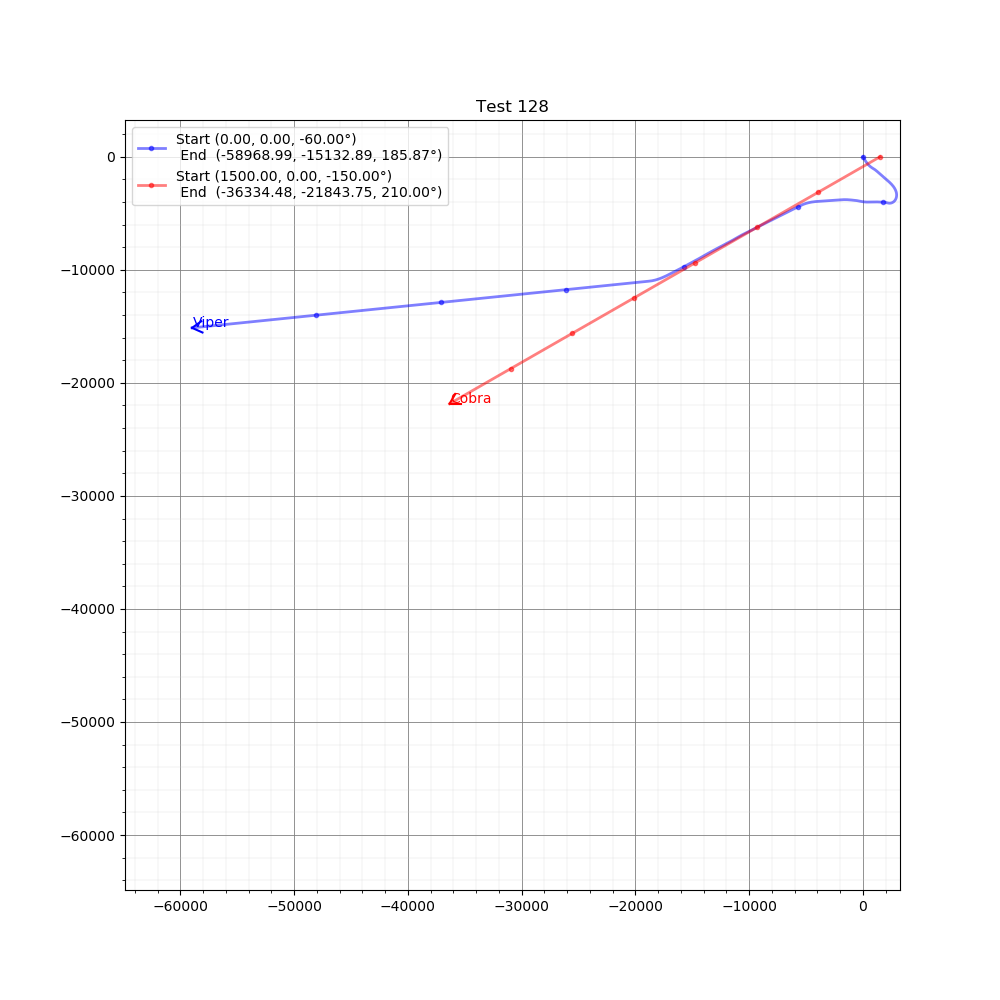 Test 128
Start (0.00, 0.00, -60.00°)
End  (-58968.99, -15132.89, 185.87°)
Start (1500.00, 0.00, -150.00°)
End  (-36334.48, -21843.75, 210.00°)
0
−10000
−20000
−30000
−40000
−50000
−60000
Viper
Cobra
−60000 −50000 −40000 −30000 −20000 −10000 0